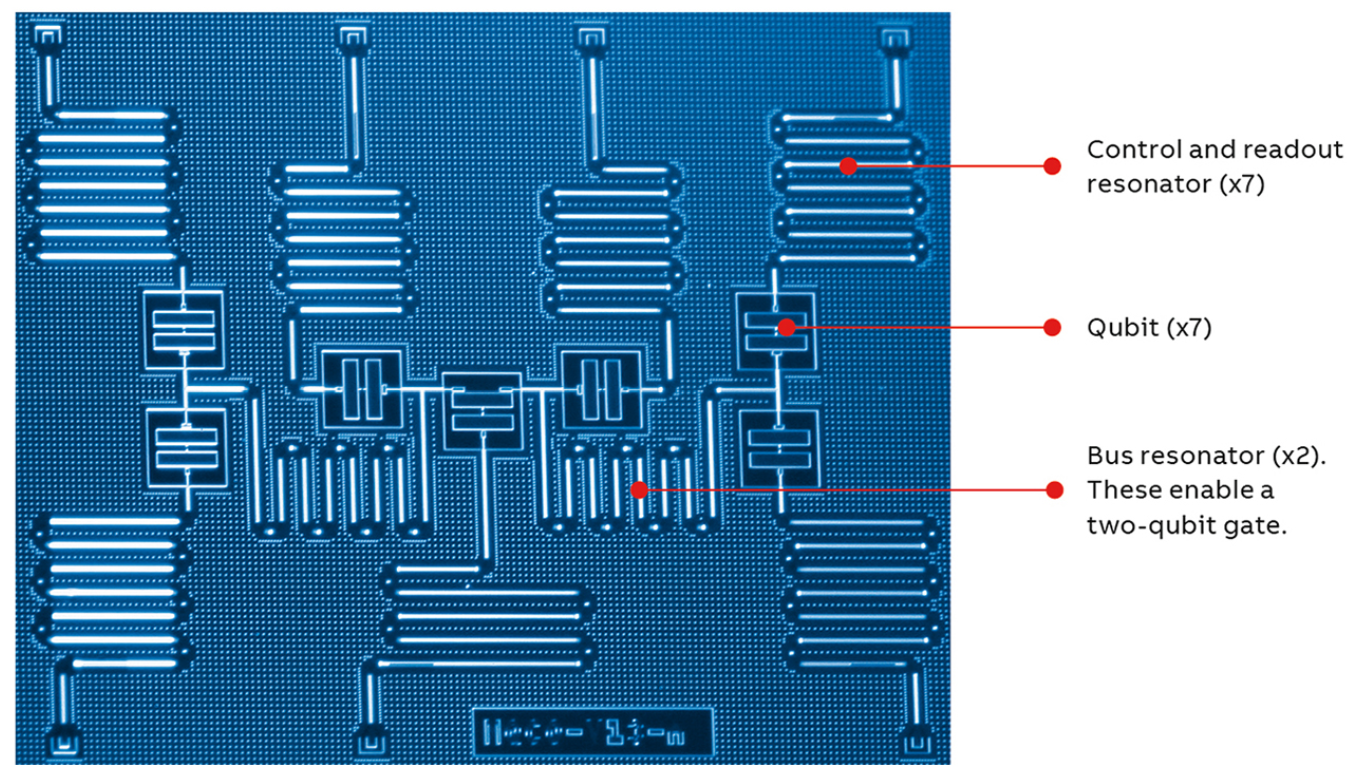 Control and readout
resonator (x7)
Qubit (x7)
Bus resonator (x2).
These enable a
two-qubit gate.